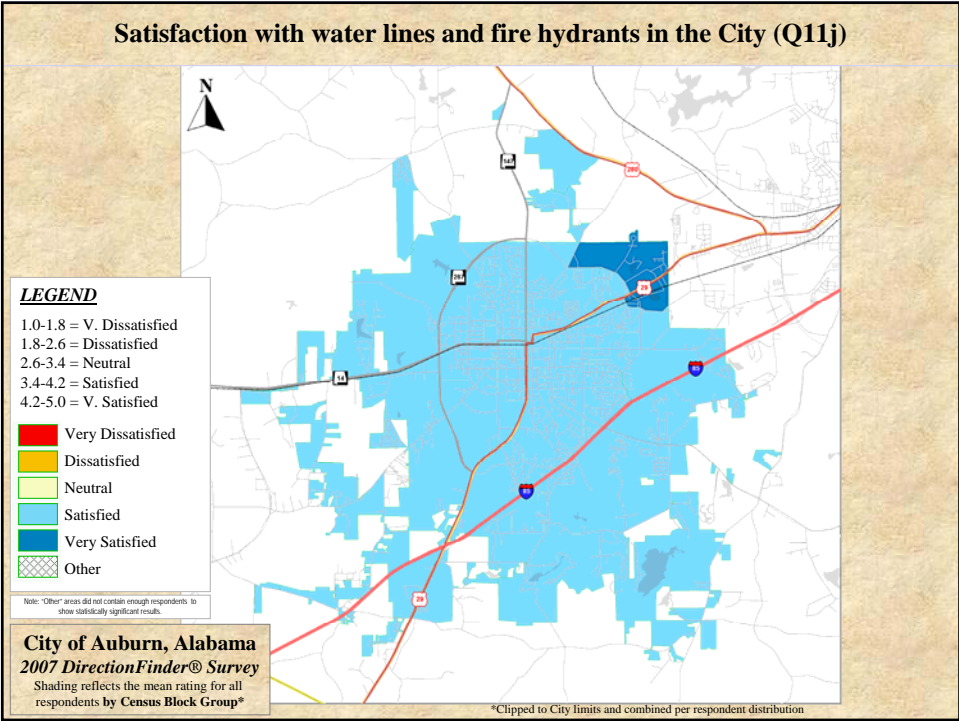 Satisfaction with water lines and fire hydrants in the City (Q11j)
N
147
280
267
29
14
85
85
29
LEGEND
1.0-1.8 = V. Dissatisfied
1.8-2.6 = Dissatisfied
2.6-3.4 = Neutral
3.4-4.2 = Satisfied
4.2-5.0 = V. Satisfied
Very Dissatisfied
Dissatisfied
Neutral
Satisfied
Very Satisfied
Other
Note: "Other" areas did not contain enough respondents to
show statistically significant results.
City of Auburn, Alabama
2007 DirectionFinder® Survey
Shading reflects the mean rating for all
respondents by Census Block Group*
*Clipped to City limits and combined per respondent distribution